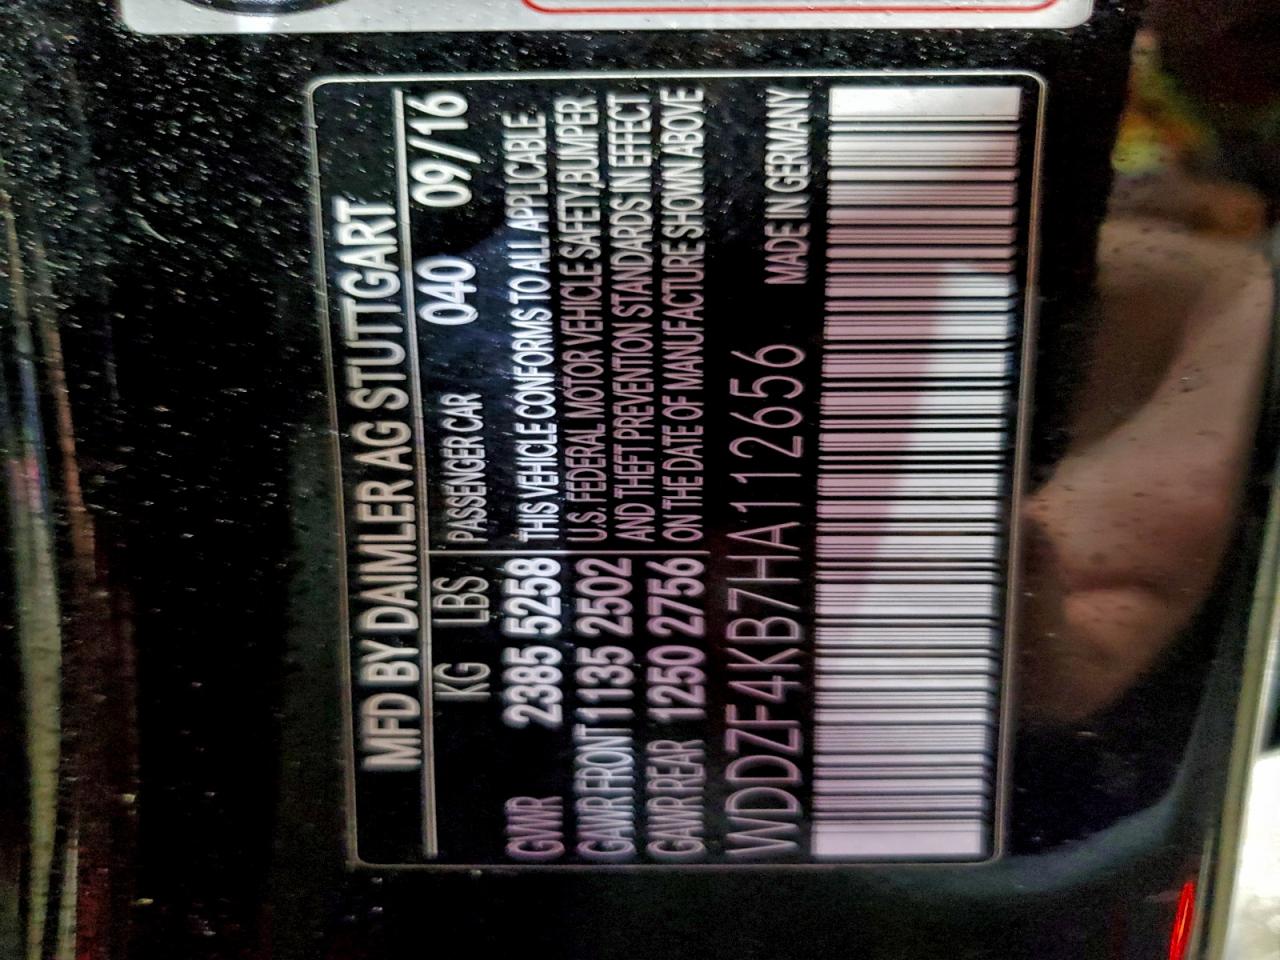 MFD BY DAIMLER AG STUTTGART
KG LBS PASSENGER CAR 040 09/16
GVWR 2385 5258 THIS VEHICLE CONFORMS TO ALL APPLICABLE
GAWR FRONT 1135 2502 U.S. FEDERAL MOTOR VEHICLE SAFETY,BUMPER
GAWR REAR 1250 2756 AND THEFT PREVENTION STANDARDS IN EFFECT
ON THE DATE OF MANUFACTURE SHOWN ABOVE
WDDZF4KB7HA112656 MADE IN GERMANY